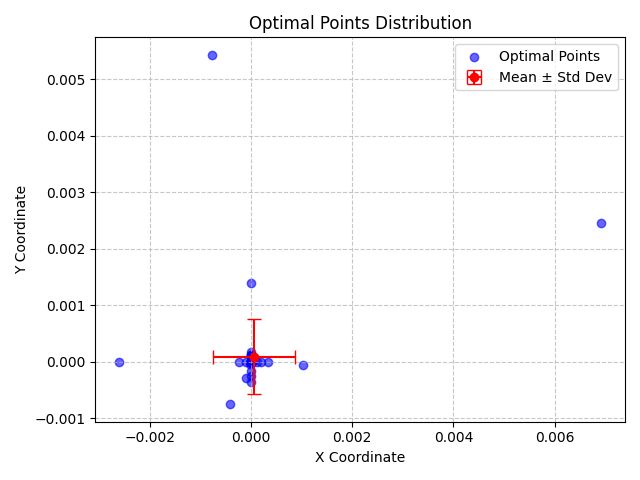 Optimal Points Distribution
Optimal Points
Mean ± Std Dev
Y Coordinate
0.005
0.004
0.003
0.002
0.001
0.000
−0.001
−0.002
0.000
0.002
0.004
0.006
X Coordinate